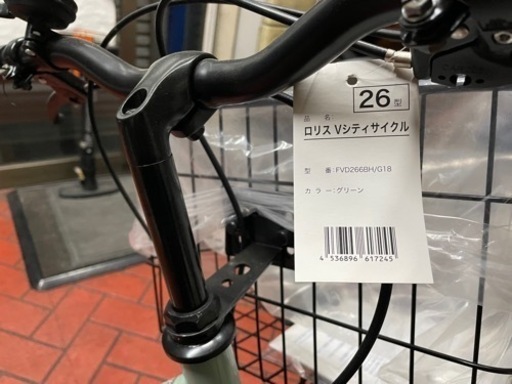 26型
品 名
ロリス Vシティサイクル
型 番:FVD266BH/G18
カ ラ ー:グリーン
4 536896 617245